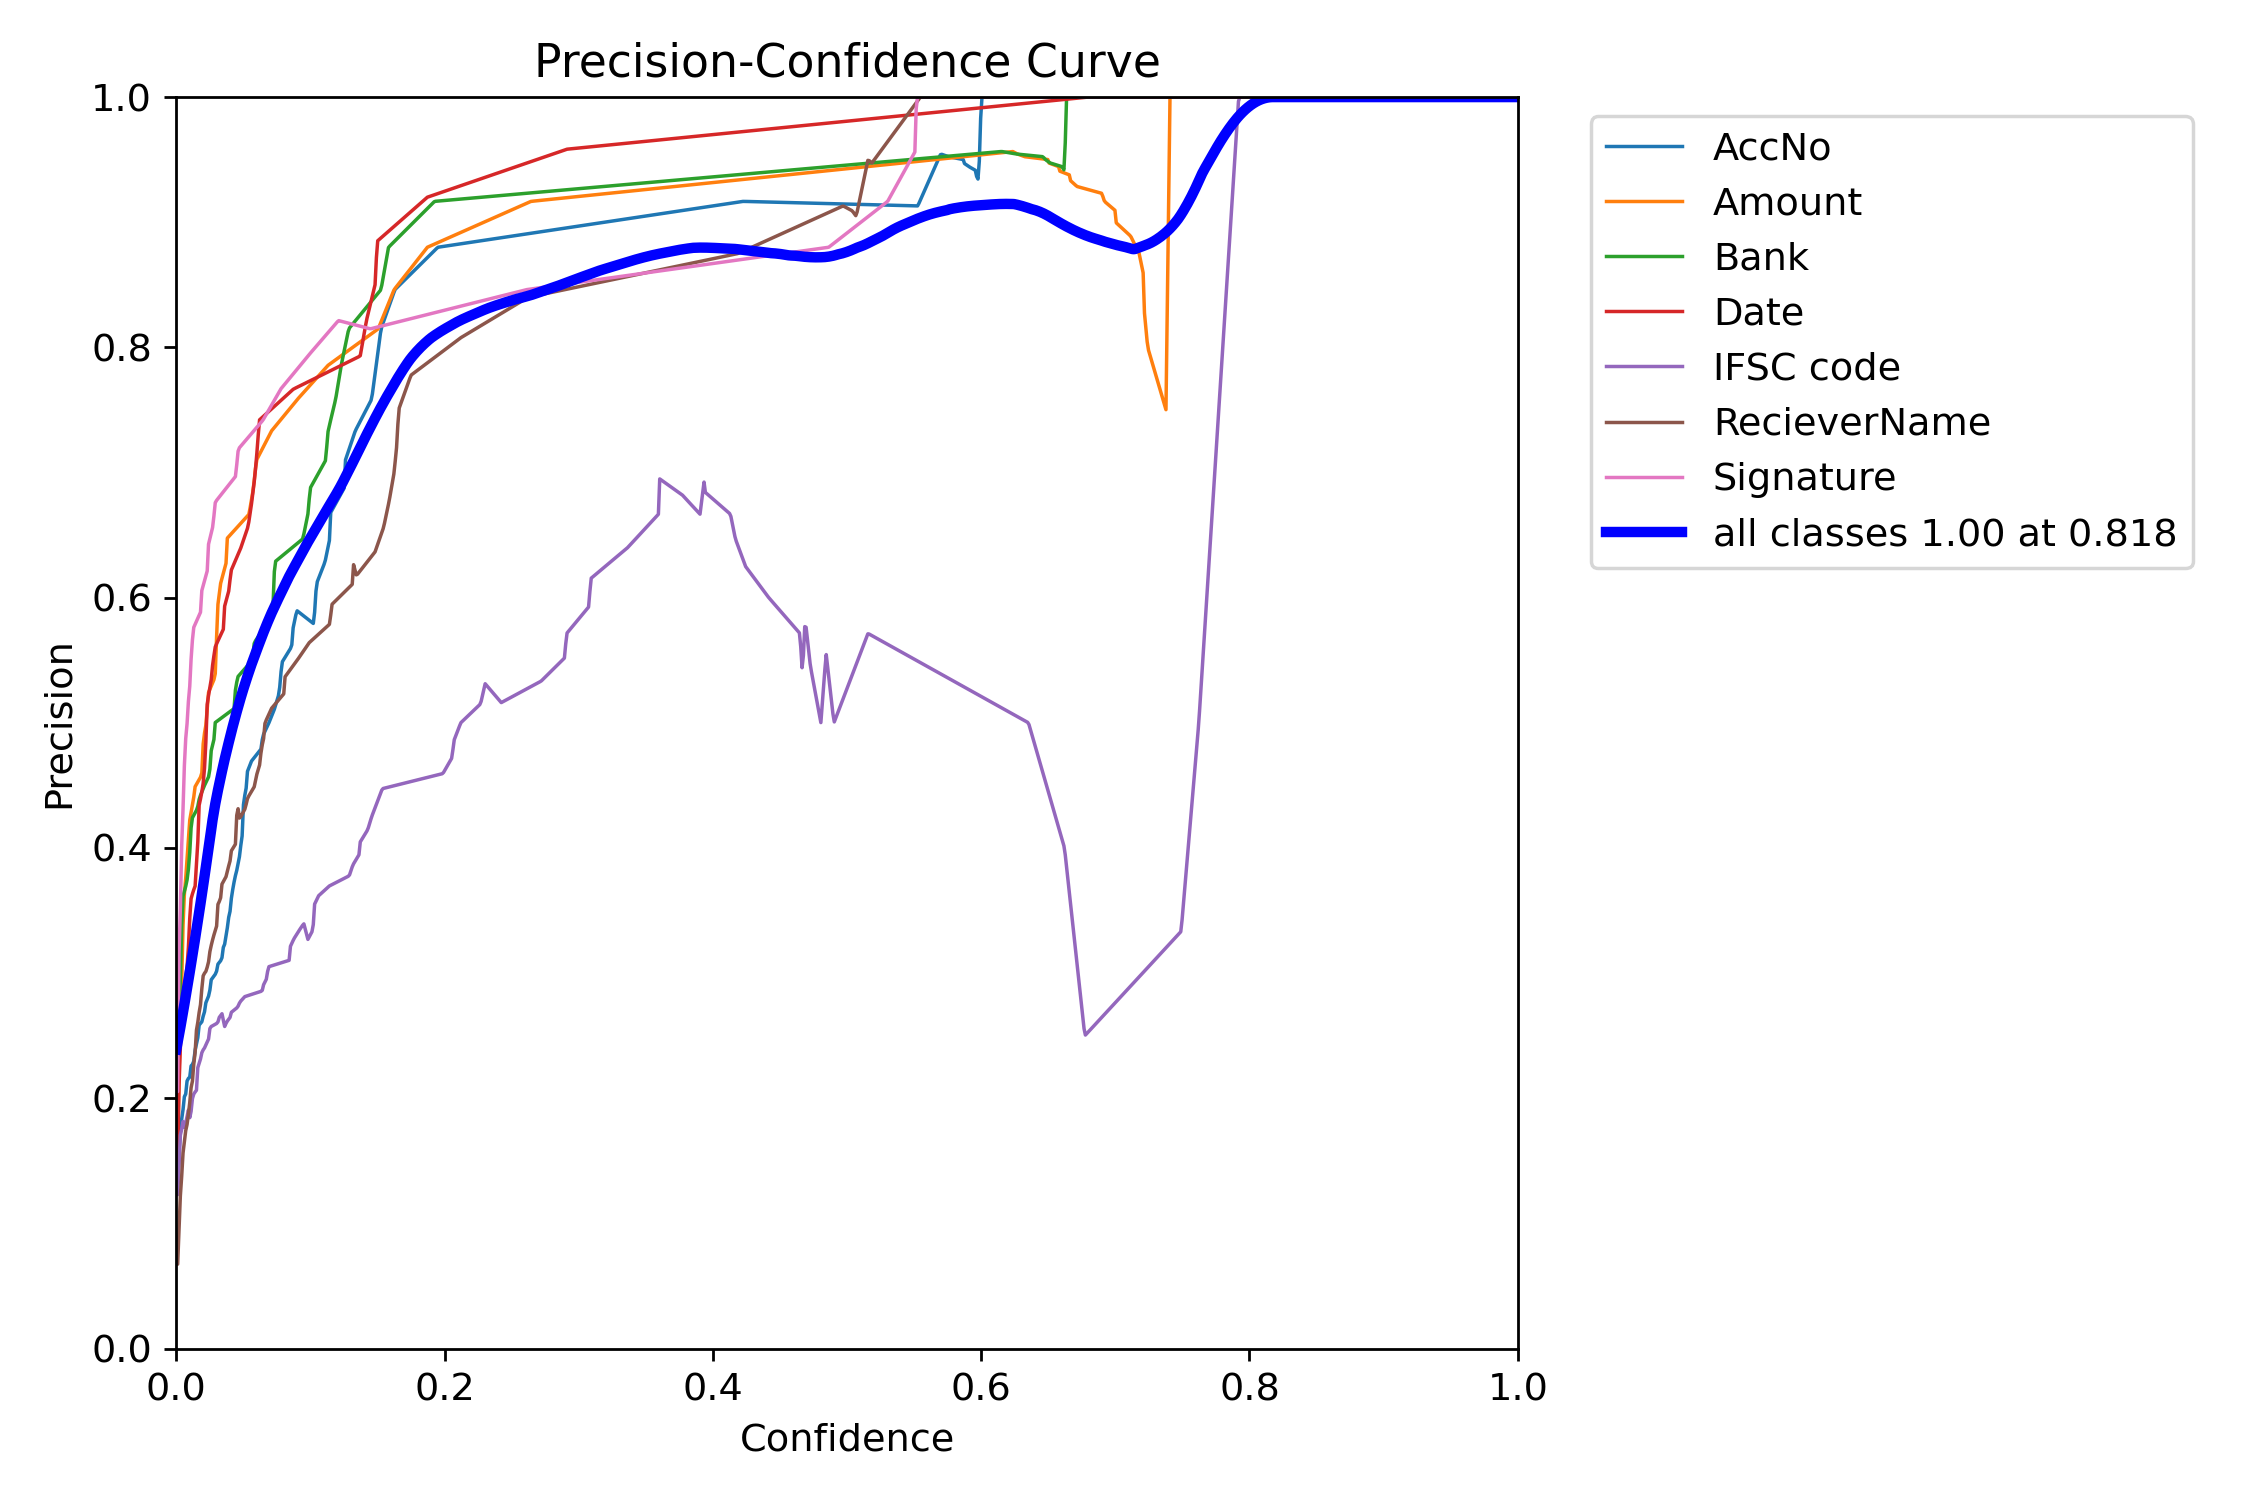 Precision-Confidence Curve
1.0
0.8
0.6
0.4
0.2
0.0
Precision
0.0 0.2 0.4 0.6 0.8 1.0
Confidence
AccNo
Amount
Bank
Date
IFSC code
RecieverName
Signature
all classes 1.00 at 0.818